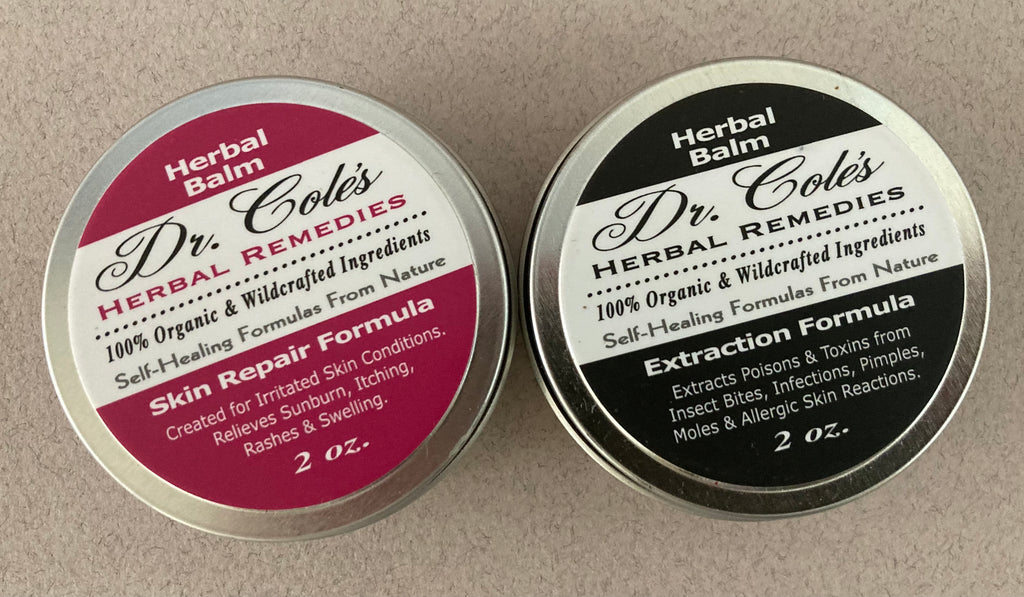 Herbal
Balm
Dr. Cole's
HERBAL REMEDIES
100% Organic & Wildcrafted Ingredients
Self-Healing Formulas From Nature
Skin Repair Formula
Created for Irritated Skin Conditions.
Relieves Sunburn, Itching,
Rashes & Swelling.
2 oz.
Herbal
Balm
Dr. Cole's
HERBAL REMEDIES
100% Organic & Wildcrafted Ingredients
Self-Healing Formulas From Nature
Extraction Formula
Extracts Poisons & Toxins from
Insect Bites, Infections, Pimples,
Moles & Allergic Skin Reactions.
2 oz.